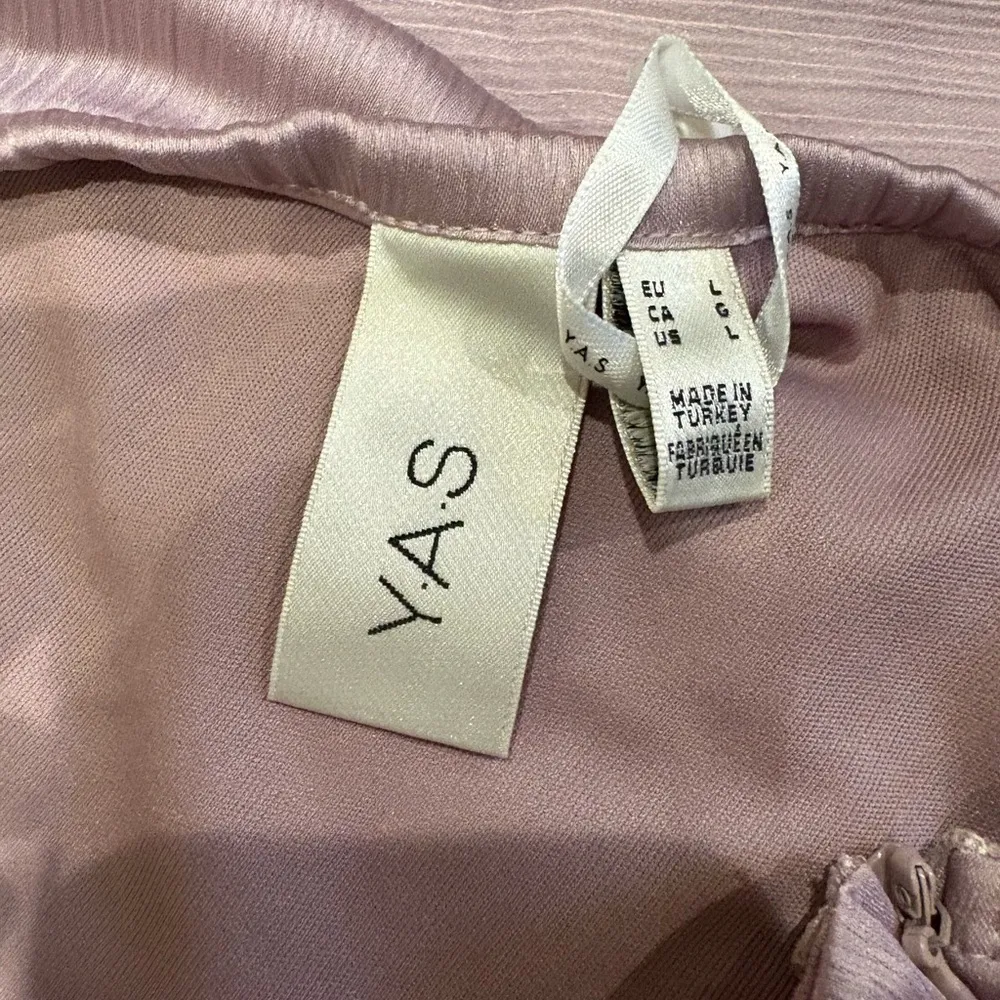 Y.A.S
EU L
CA G
US L
MADE IN
TURKEY
FABRIQUÉ EN
TURQUIE
Y.A.S